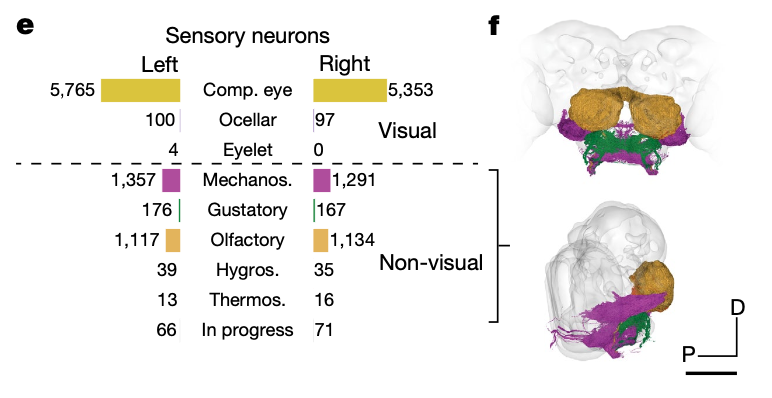 e
Sensory neurons
Left Right
5,765 Comp. eye 5,353
100 Ocellar 97
Visual
4 Eyelet 0
1,357 Mechanos. 1,291
176 Gustatory 167
1,117 Olfactory 1,134
Non-visual
39 Hygros. 35
13 Thermos. 16
66 In progress 71
f
D
P